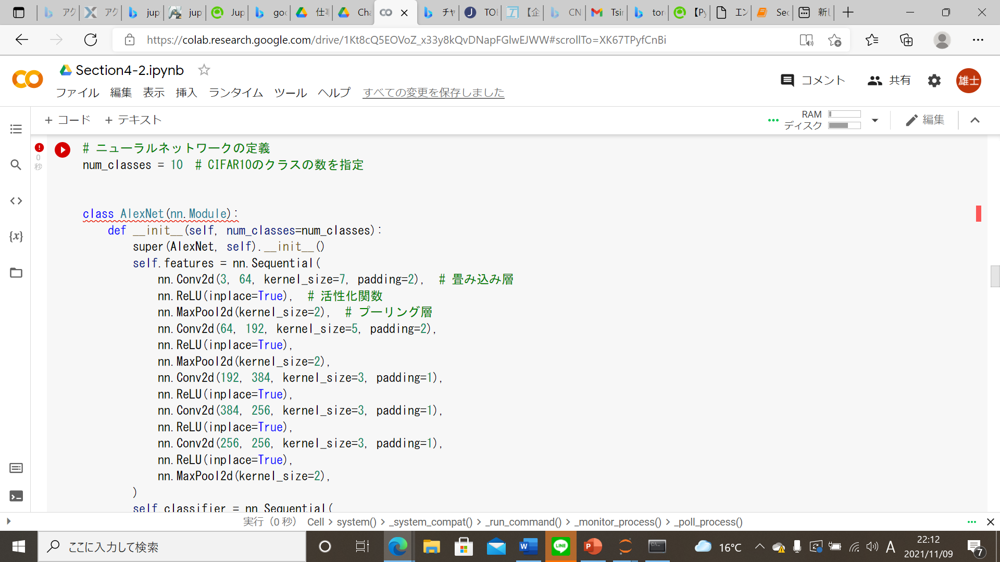 アク
アク
jup
jup
Jup
goo
仕事
Cha
チャ
TOE
【企
CN
Tsin
tor
【Py
エン
Sec
新し
https://colab.research.google.com/drive/1Kt8cQ5EOVoZ_x33y8kQvDNapFGlwEJWW#scrollTo=XK67TPyfCnBi
Section4-2.ipynb
コメント
共有
雄士
ファイル 編集 表示 挿入 ランタイム ツール ヘルプ すべての変更を保存しました
+ コード + テキスト
RAM
ディスク
編集
0
秒
# ニューラルネットワークの定義
num_classes = 10  # CIFAR10のクラスの数を指定
class AlexNet(nn.Module):
def __init__(self, num_classes=num_classes):
super(AlexNet, self).__init__()
self.features = nn.Sequential(
nn.Conv2d(3, 64, kernel_size=7, padding=2),  # 畳み込み層
nn.ReLU(inplace=True),  # 活性化関数
nn.MaxPool2d(kernel_size=2),  # プーリング層
nn.Conv2d(64, 192, kernel_size=5, padding=2),
nn.ReLU(inplace=True),
nn.MaxPool2d(kernel_size=2),
nn.Conv2d(192, 384, kernel_size=3, padding=1),
nn.ReLU(inplace=True),
nn.Conv2d(384, 256, kernel_size=3, padding=1),
nn.ReLU(inplace=True),
nn.Conv2d(256, 256, kernel_size=3, padding=1),
nn.ReLU(inplace=True),
nn.MaxPool2d(kernel_size=2),
)
self.classifier = nn.Sequential(
実行（0 秒） Cell > system() > _system_compat() > _run_command() > _monitor_process() > _poll_process()
ここに入力して検索
16°C
A
22:12
2021/11/09
7